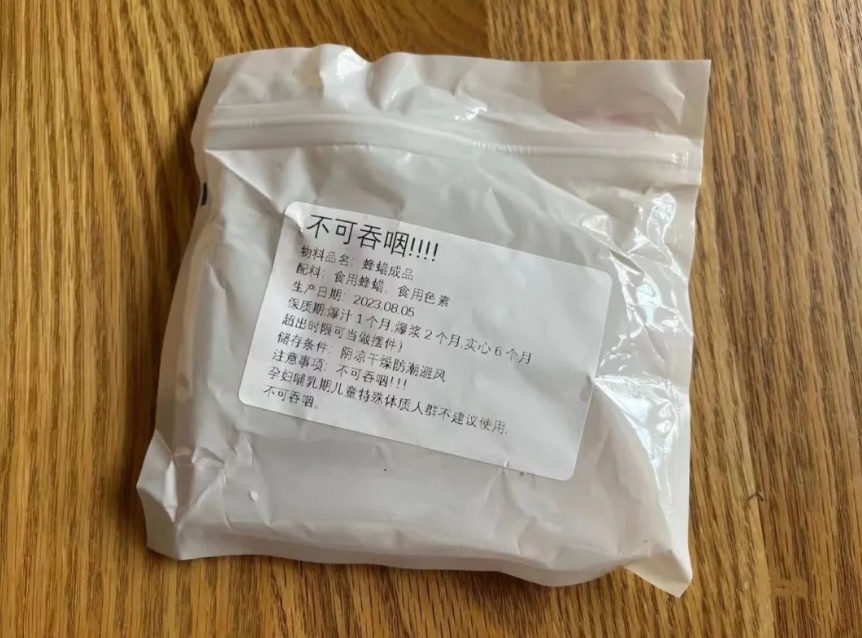 不可吞咽!!!!
物料品名: 蜂蜡成品
配料: 食用蜂蜡、食用色素
生产日期: 2023.08.05
保质期:爆汁1个月,爆浆2个月,实心6个月
超出时限可当做摆件）
储存条件: 阴凉干燥防潮避风
注意事项: 不可吞咽!!!
孕妇哺乳期儿童特殊体质人群不建议使用,
不可吞咽。